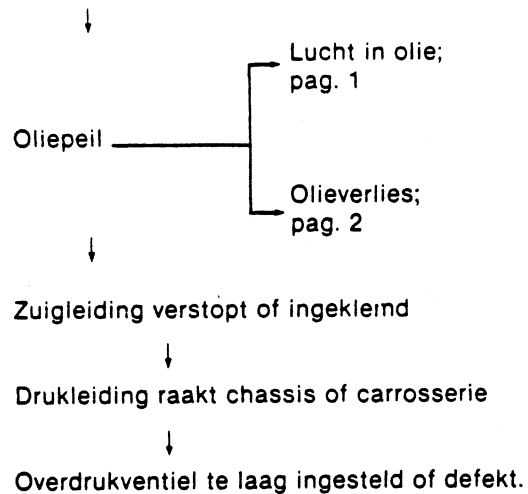 Lucht in olie;
pag. 1
Oliepeil
Olieverlies;
pag. 2
Zuigleiding verstopt of ingeklemd
Drukleiding raakt chassis of carrosserie
Overdrukventiel te laag ingesteld of defekt.